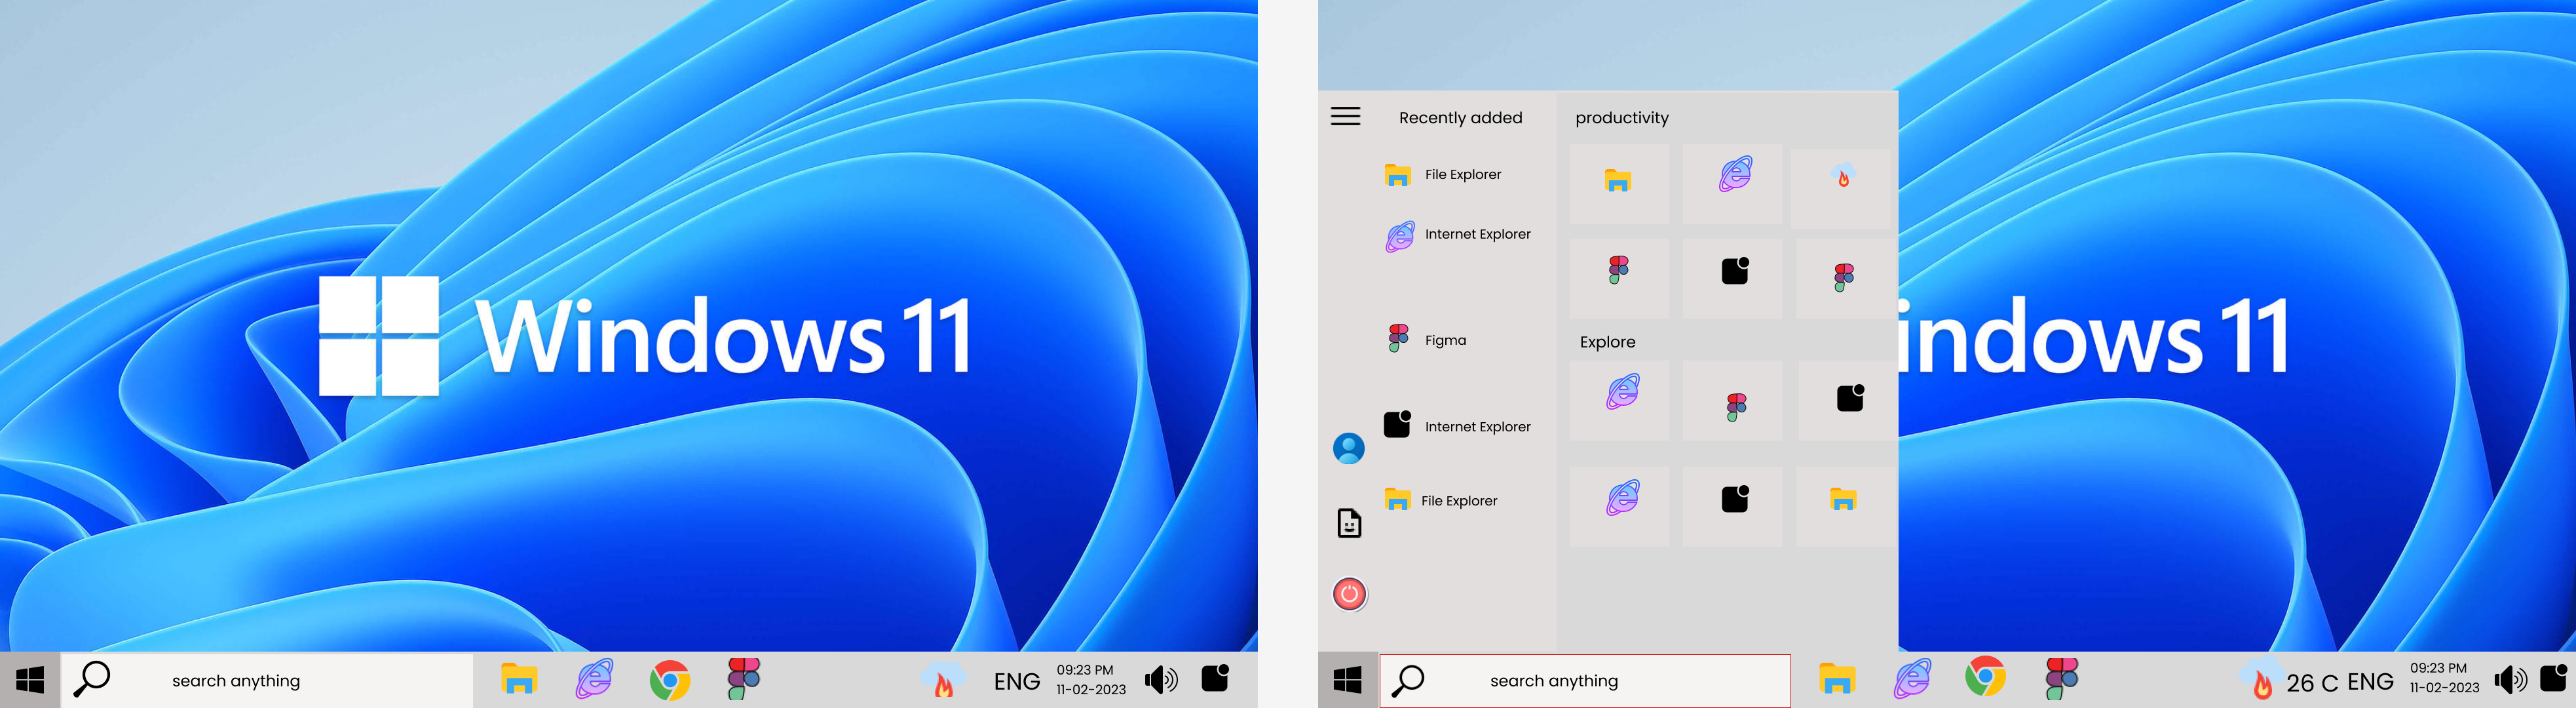 Windows 11
search anything
ENG
09:23 PM
11-02-2023
Recently added
File Explorer
Internet Explorer
Figma
Internet Explorer
File Explorer
productivity
Explore
indows 11
search anything
26 C ENG
09:23 PM
11-02-2023